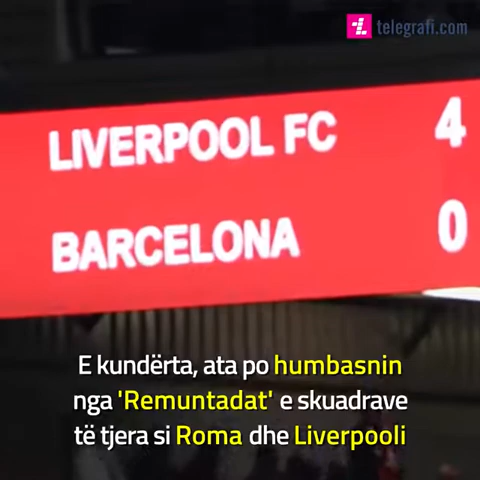 telegrafi.com
LIVERPOOL FC 4
BARCELONA 0
E kundërta, ata po humbasnin
nga 'Remuntadat' e skuadrave
të tjera si Roma dhe Liverpooli